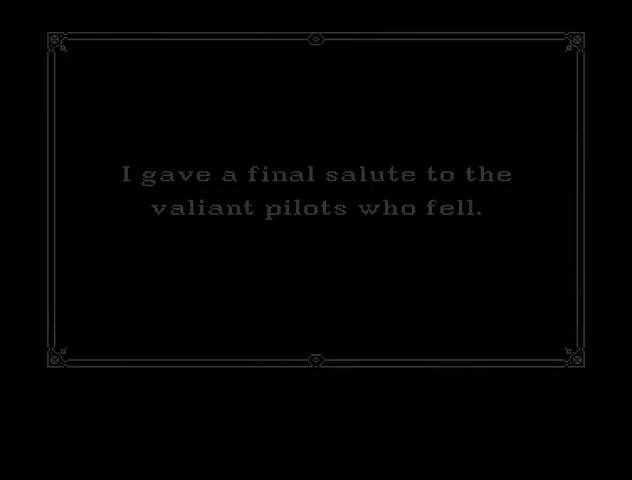 I gave a final salute to the
valiant pilots who fell.